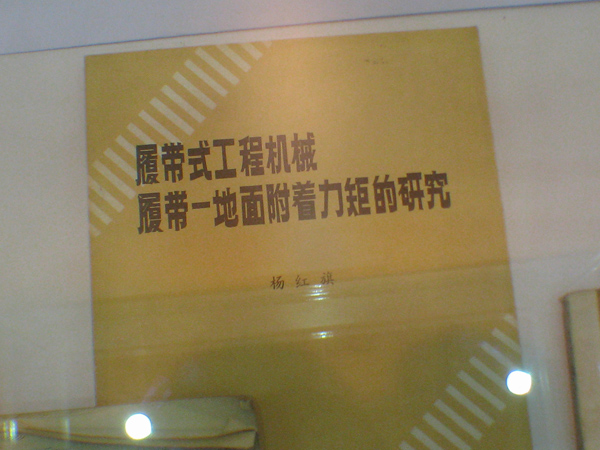 履带式工程机械
履带一地面附着力矩的研究
杨红旗